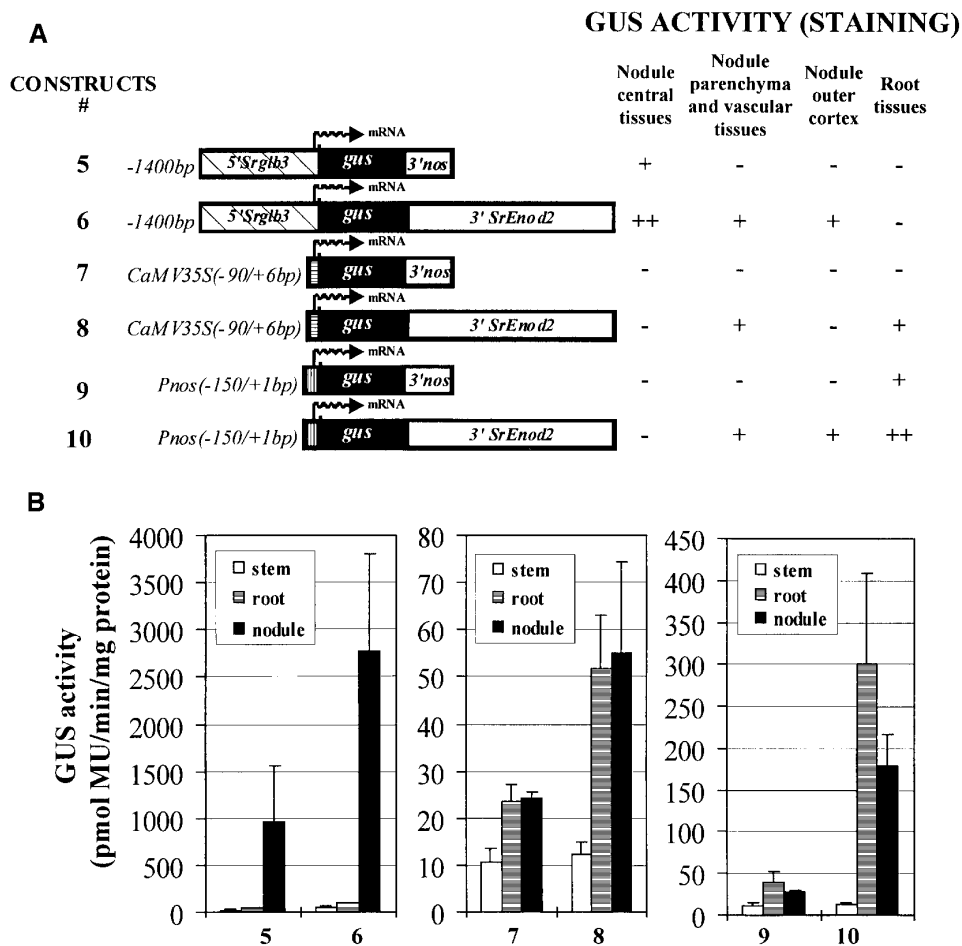 GUS ACTIVITY (STAINING)
A
CONSTRUCTS
#
Nodule central tissues
Nodule parenchyma and vascular tissues
Nodule outer cortex
Root tissues
mRNA
5 -1400bp 5'Srglb3 gus 3'nos + - - -
mRNA
6 -1400bp 5'Srglb3 gus 3' SrEnod2 ++ + + -
mRNA
7 CaMV35S(-90/+6bp) gus 3'nos - - - -
mRNA
8 CaMV35S(-90/+6bp) gus 3' SrEnod2 - + - +
mRNA
9 Pnos(-150/+1bp) gus 3'nos - - - +
mRNA
10 Pnos(-150/+1bp) gus 3' SrEnod2 - + + ++
B
GUS activity
(pmol MU/min/mg protein)
4000
3500
3000
2500
2000
1500
1000
500
0
stem
root
nodule
5 6
80
70
60
50
40
30
20
10
0
stem
root
nodule
7 8
450
400
350
300
250
200
150
100
50
0
stem
root
nodule
9 10